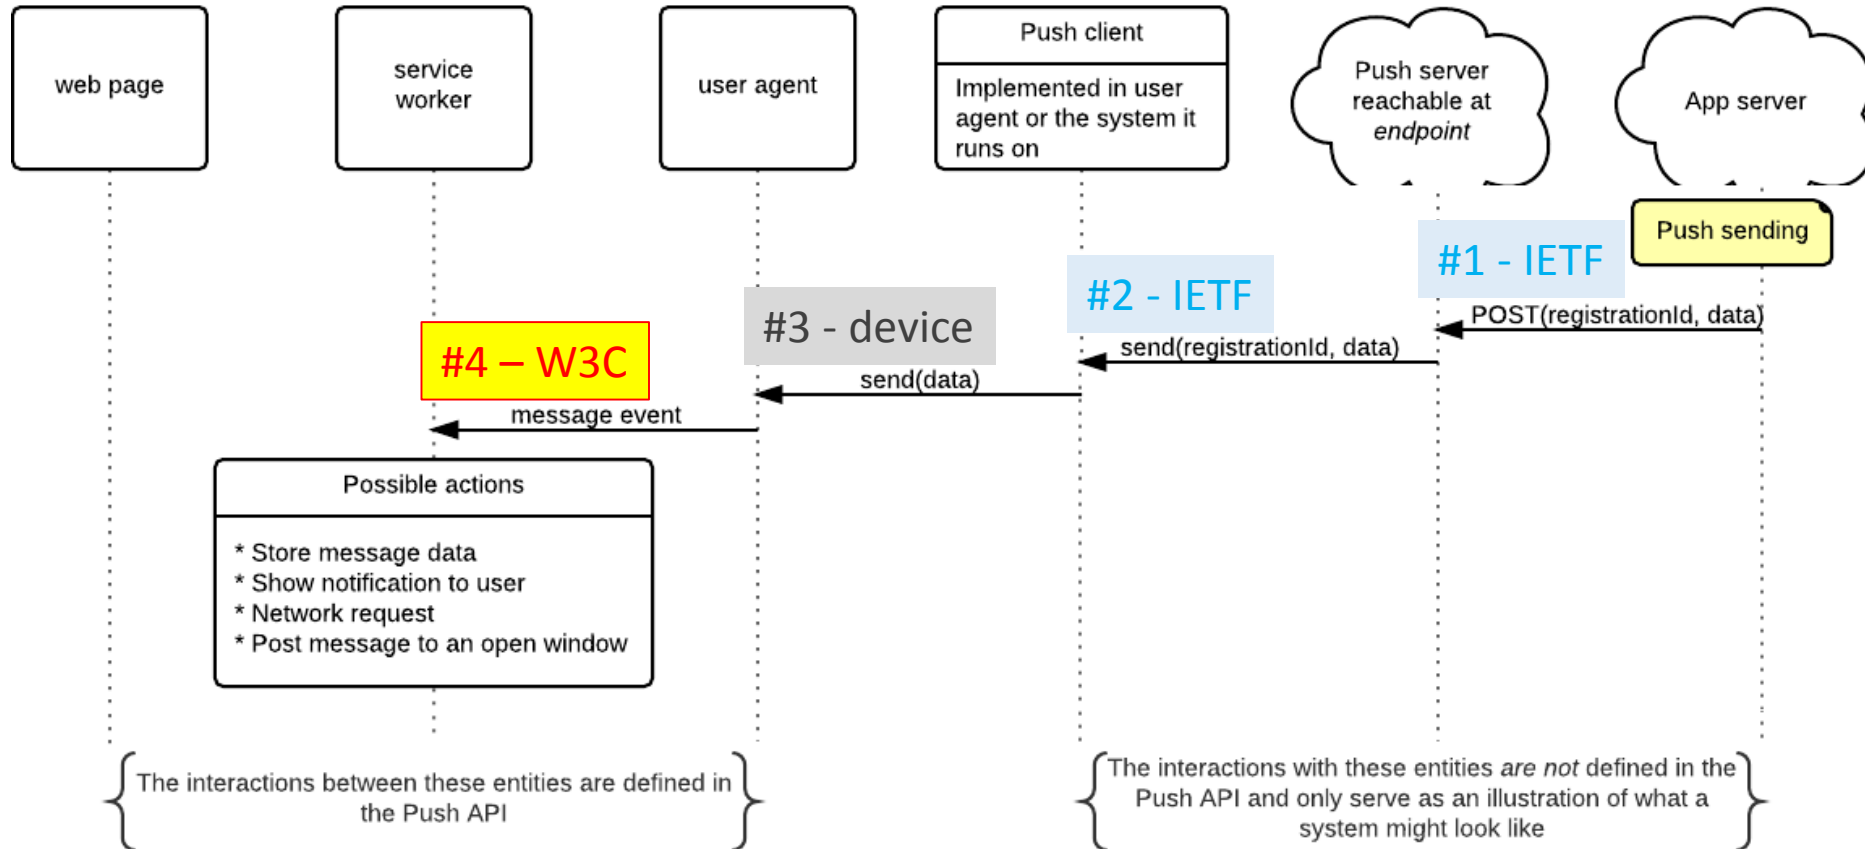 web page
service
worker
user agent
Push client
Implemented in user
agent or the system it
runs on
Push server
reachable at
endpoint
App server
Push sending
#1 - IETF
POST(registrationId, data)
#2 - IETF
send(registrationId, data)
#3 - device
send(data)
#4 – W3C
message event
Possible actions
* Store message data
* Show notification to user
* Network request
* Post message to an open window
The interactions between these entities are defined in
the Push API
The interactions with these entities are not defined in the
Push API and only serve as an illustration of what a
system might look like